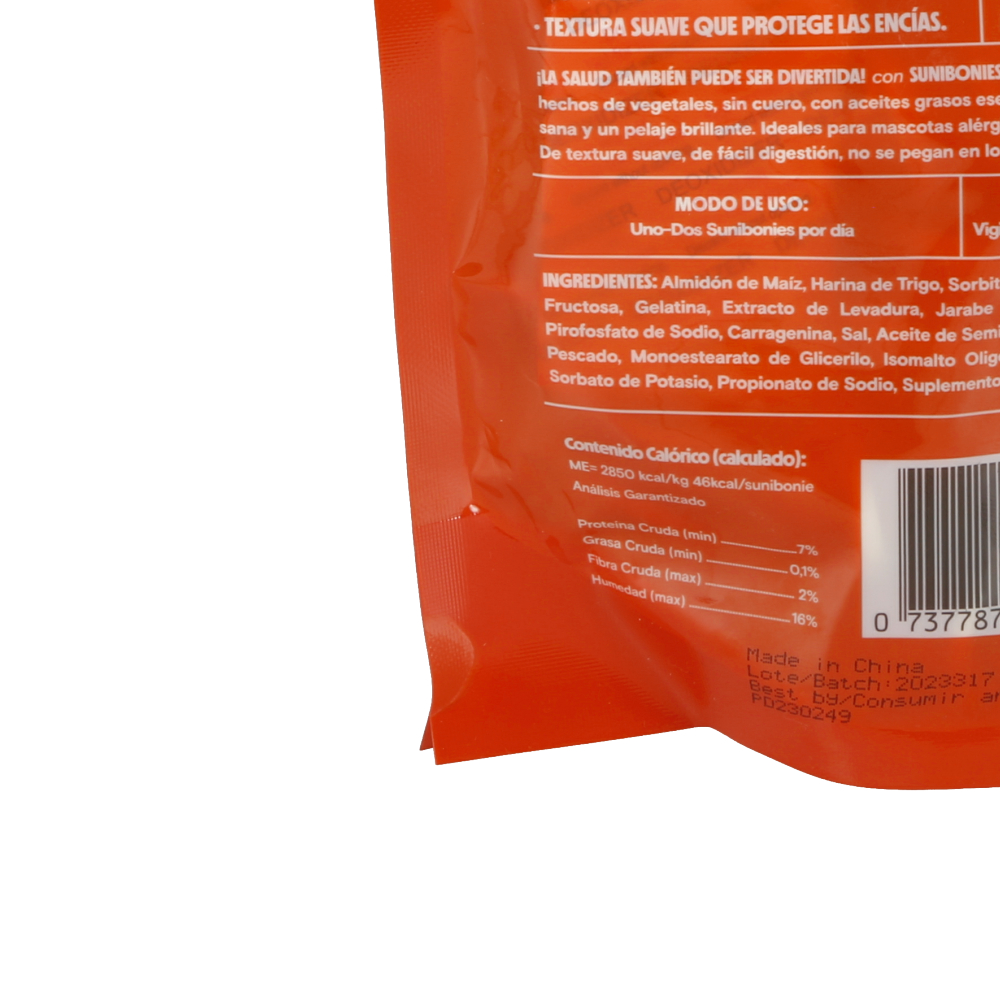 · TEXTURA SUAVE QUE PROTEGE LAS ENCÍAS.
¡LA SALUD TAMBIÉN PUEDE SER DIVERTIDA! con SUNIBONIES
hechos de vegetales, sin cuero, con aceites grasos ese
sana y un pelaje brillante. Ideales para mascotas alérg
De textura suave, de fácil digestión, no se pegan en lo
MODO DE USO:
Uno-Dos Sunibonies por día
Vigi
INGREDIENTES: Almidón de Maíz, Harina de Trigo, Sorbit
Fructosa, Gelatina, Extracto de Levadura, Jarabe
Pirofosfato de Sodio, Carragenina, Sal, Aceite de Semi
Pescado, Monoestearato de Glicerilo, Isomalto Olig
Sorbato de Potasio, Propionato de Sodio, Suplemento
Contenido Calórico (calculado):
ME= 2850 kcal/kg 46kcal/sunibonie
Análisis Garantizado
Proteína Cruda (min) 7%
Grasa Cruda (min) 0,1%
Fibra Cruda (max) 2%
Humedad (max) 16%
0 737787
Made in China
Lote/Batch:2023317
Best by/Consumir an
PD230249